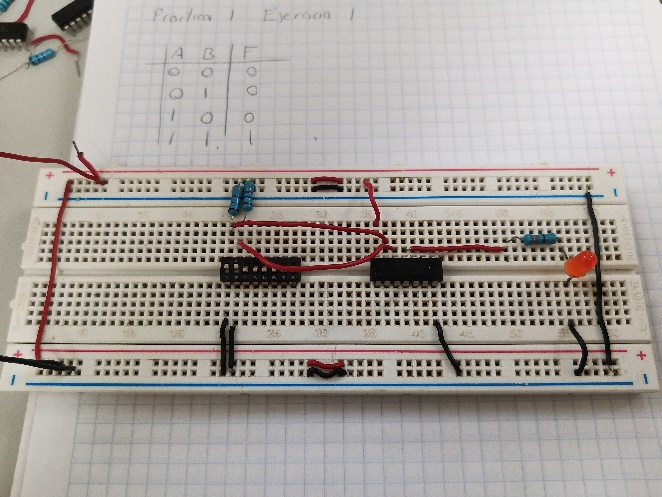 Practica 1 Ejercicio 1
A B F
0 0 0
0 1 0
1 0 0
1 1 1